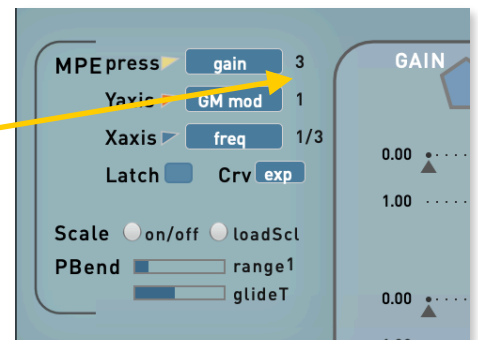 MPE press gain 3
Yaxis GM mod 1
Xaxis freq 1/3
Latch Crv exp
Scale on/off loadScl
PBend range1
glideT
GAIN
0.00
1.00
0.00